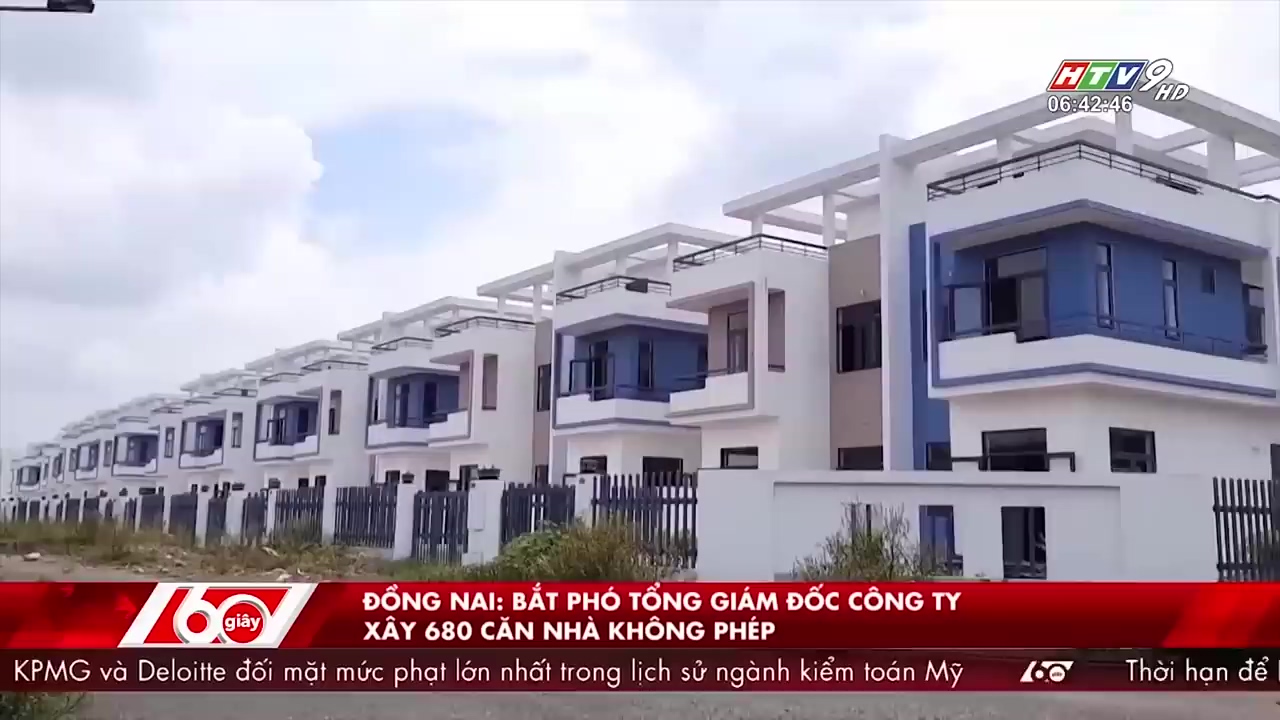 HTV9 HD
06:42:46
60 giây
ĐỒNG NAI: BẮT PHÓ TỔNG GIÁM ĐỐC CÔNG TY
XÂY 680 CĂN NHÀ KHÔNG PHÉP
KPMG và Deloitte đối mặt mức phạt lớn nhất trong lịch sử ngành kiểm toán Mỹ 60 Thời hạn để